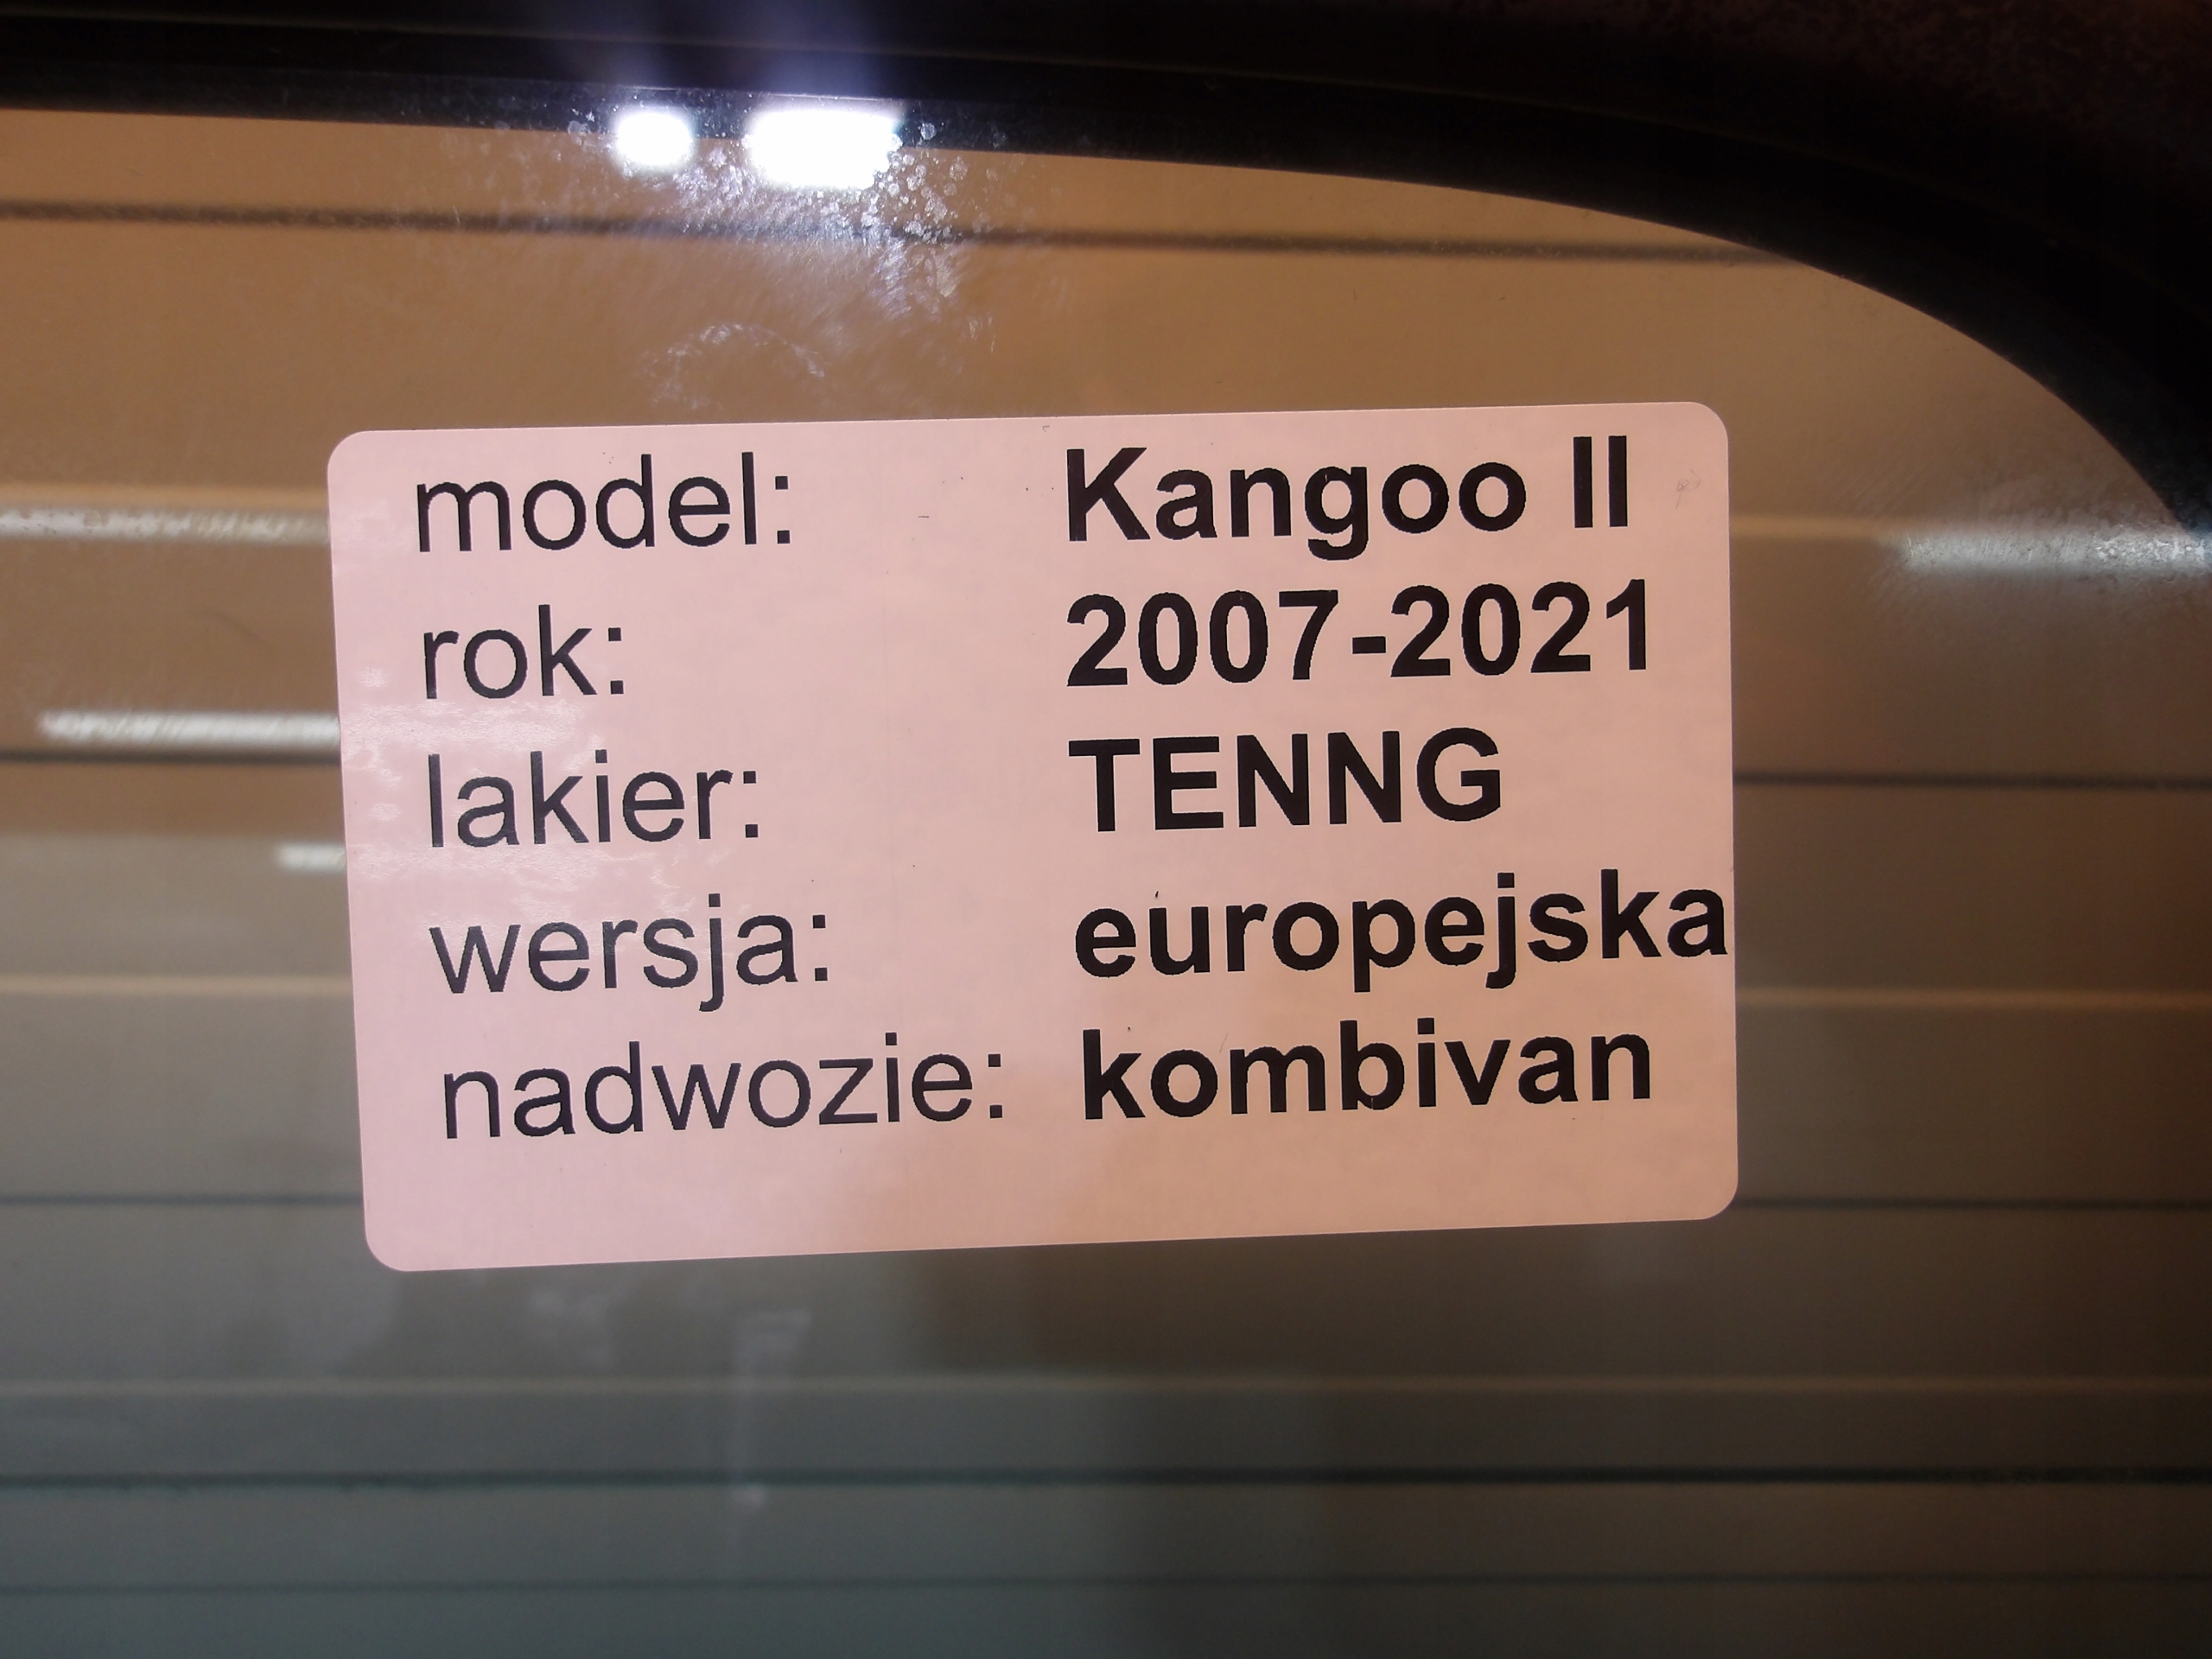 model: Kangoo II
rok: 2007-2021
lakier: TENNG
wersja: europejska
nadwozie: kombivan